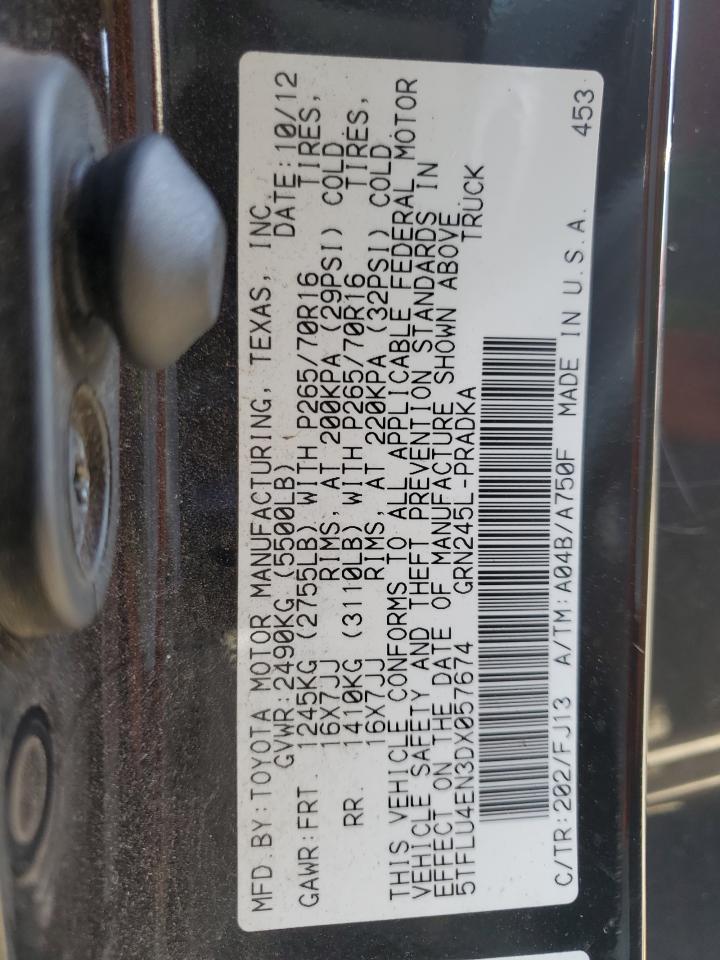 MFD.BY:TOYOTA MOTOR MANUFACTURING, TEXAS, INC.
GVWR:2490KG (5500LB) DATE:10/12
GAWR:FRT. 1245KG (2755LB) WITH P265/70R16 TIRES,
16X7JJ RIMS, AT 200KPA (29PSI) COLD
RR. 1410KG (3110LB) WITH P265/70R16 TIRES,
16X7JJ RIMS, AT 220KPA (32PSI) COLD
THIS VEHICLE CONFORMS TO ALL APPLICABLE FEDERAL MOTOR
VEHICLE SAFETY AND THEFT PREVENTION STANDARDS IN
EFFECT ON THE DATE OF MANUFACTURE SHOWN ABOVE.
5TFLU4EN3DX057674 GRN245L-PRADKA TRUCK
C/TR:202/FJ13 A/TM:A04B/A750F MADE IN U.S.A. 453